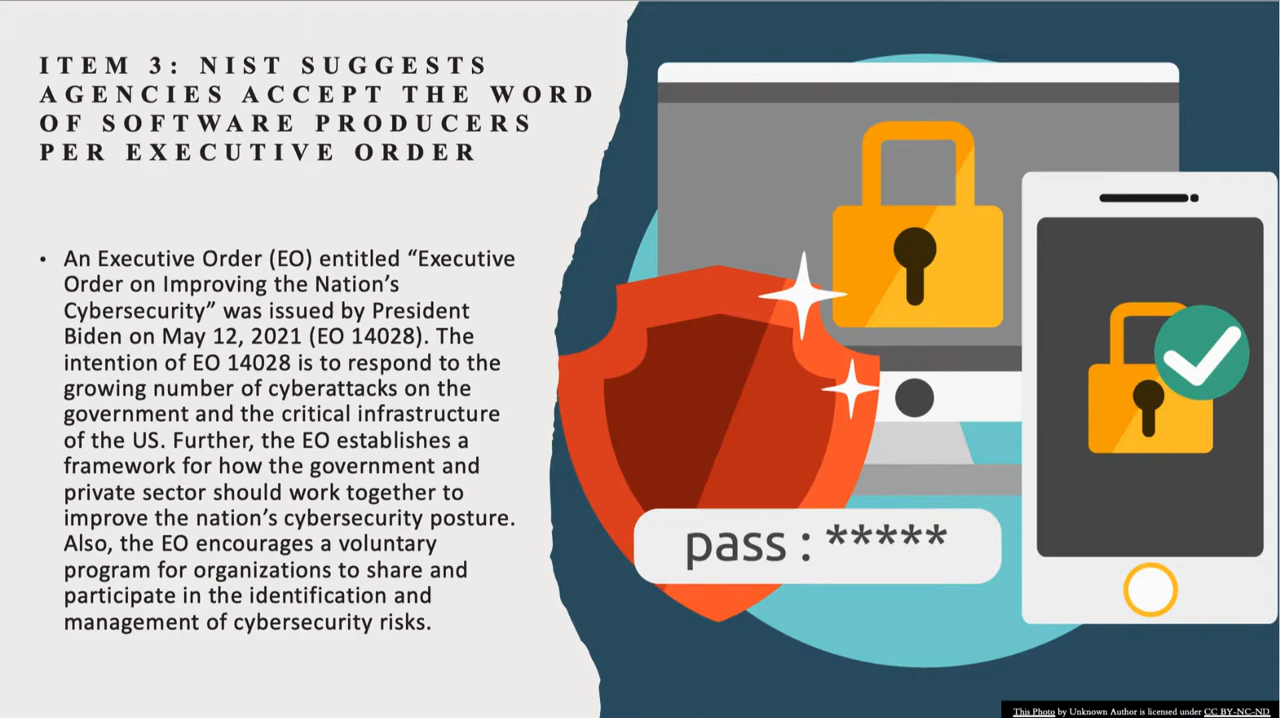 ITEM 3: NIST SUGGESTS
AGENCIES ACCEPT THE WORD
OF SOFTWARE PRODUCERS
PER EXECUTIVE ORDER
• An Executive Order (EO) entitled “Executive
Order on Improving the Nation’s
Cybersecurity” was issued by President
Biden on May 12, 2021 (EO 14028). The
intention of EO 14028 is to respond to the
growing number of cyberattacks on the
government and the critical infrastructure
of the US. Further, the EO establishes a
framework for how the government and
private sector should work together to
improve the nation’s cybersecurity posture.
Also, the EO encourages a voluntary
program for organizations to share and
participate in the identification and
management of cybersecurity risks.
pass : *****
This Photo by Unknown Author is licensed under CC BY-NC-ND